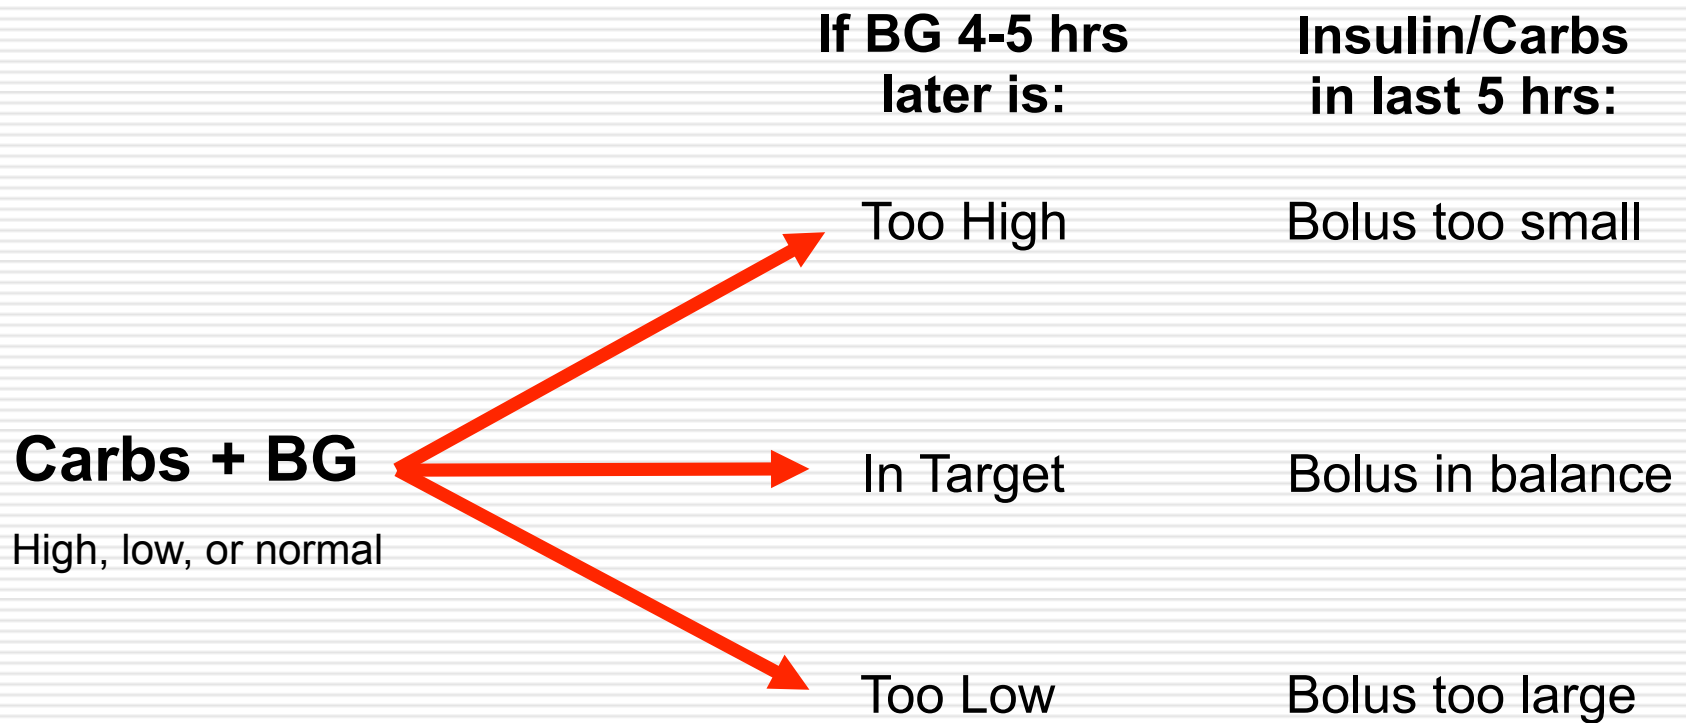 If BG 4-5 hrs
later is:
Insulin/Carbs
in last 5 hrs:
Too High
Bolus too small
Carbs + BG
High, low, or normal
In Target
Bolus in balance
Too Low
Bolus too large